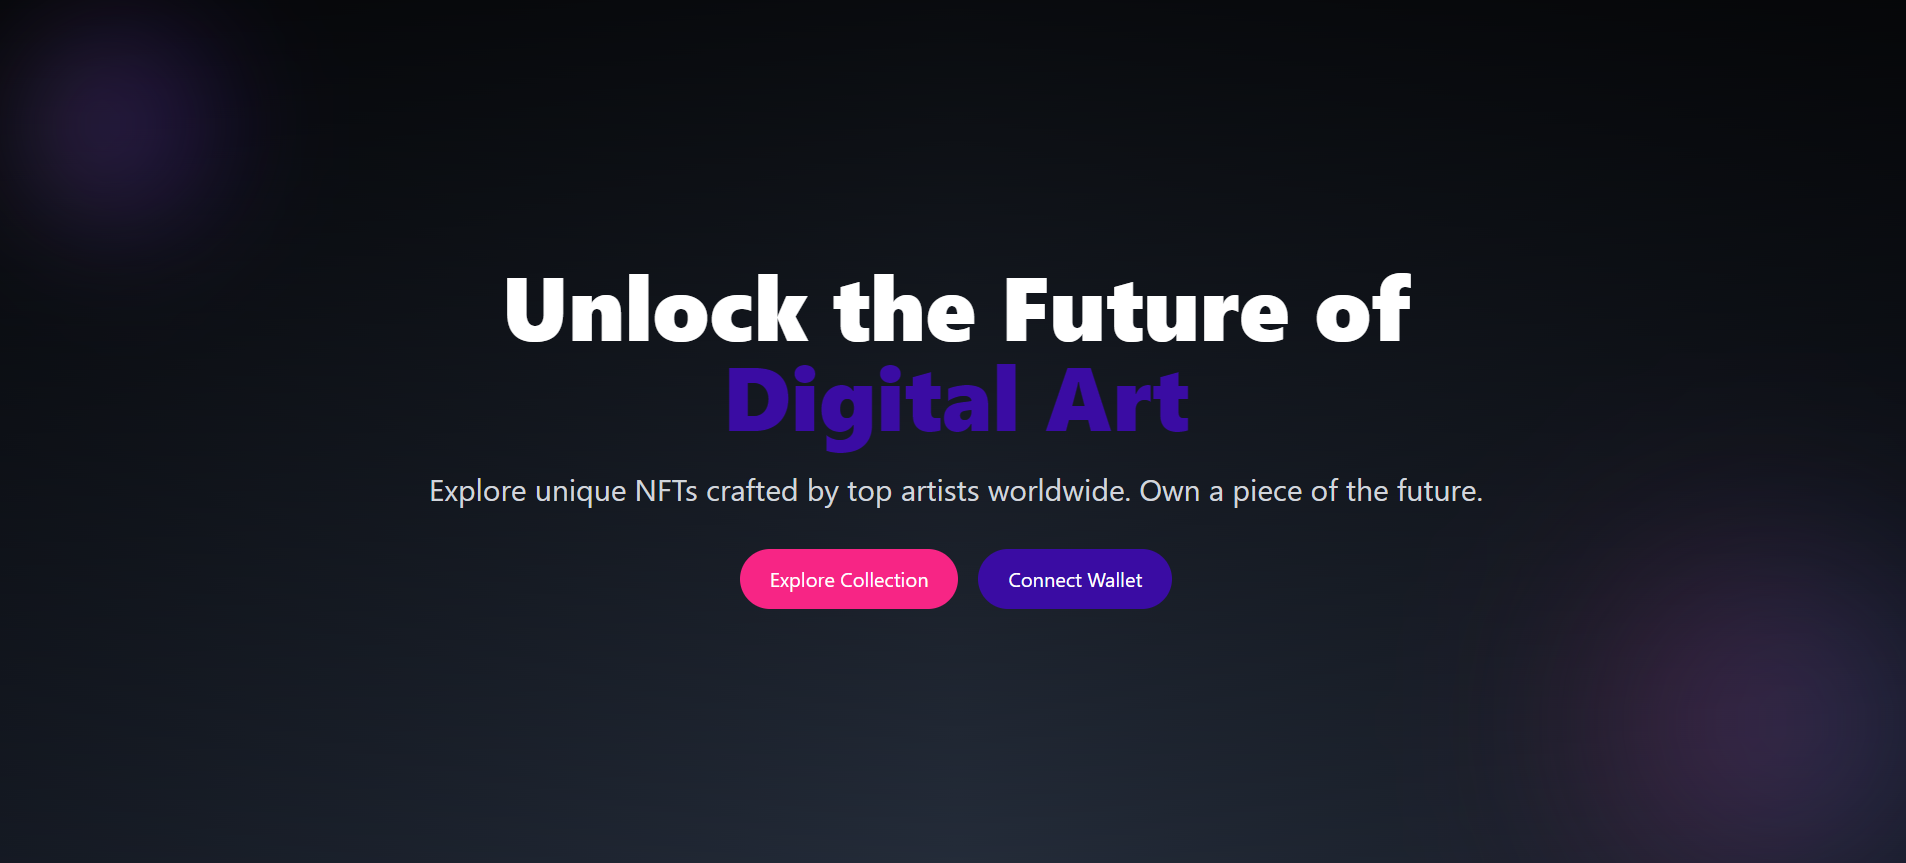 Unlock the Future of
Digital Art
Explore unique NFTs crafted by top artists worldwide. Own a piece of the future.
Explore Collection
Connect Wallet